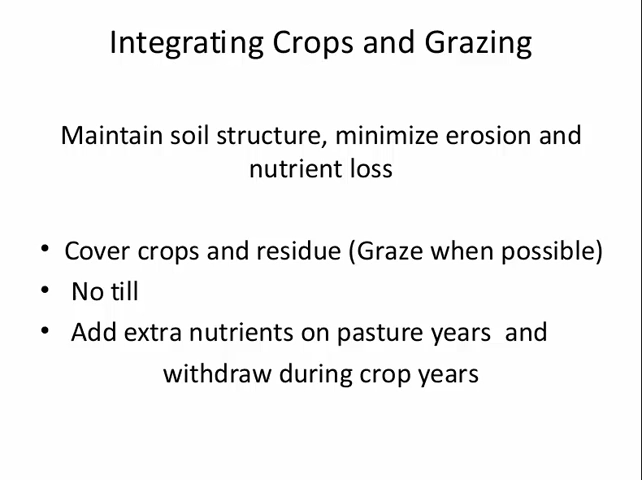 Integrating Crops and Grazing
Maintain soil structure, minimize erosion and
nutrient loss
• Cover crops and residue (Graze when possible)
• No till
• Add extra nutrients on pasture years and
withdraw during crop years